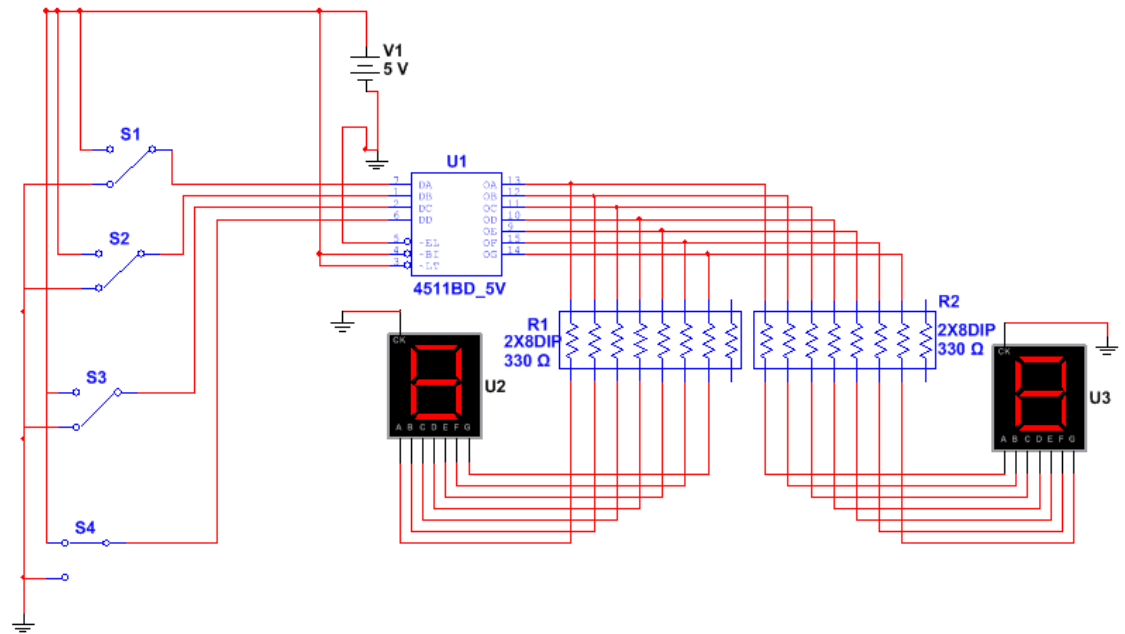 V1
5 V
S1
U1
7
DA
OA
13
1
DB
OB
12
2
DC
OC
11
6
DD
OD
10
OE
9
5
~EL
OF
15
4
~BI
OG
14
3
~LT
4511BD_5V
S2
R1
2X8DIP
330 Ω
R2
2X8DIP
330 Ω
CK
U2
A B C D E F G
CK
U3
A B C D E F G
S3
S4